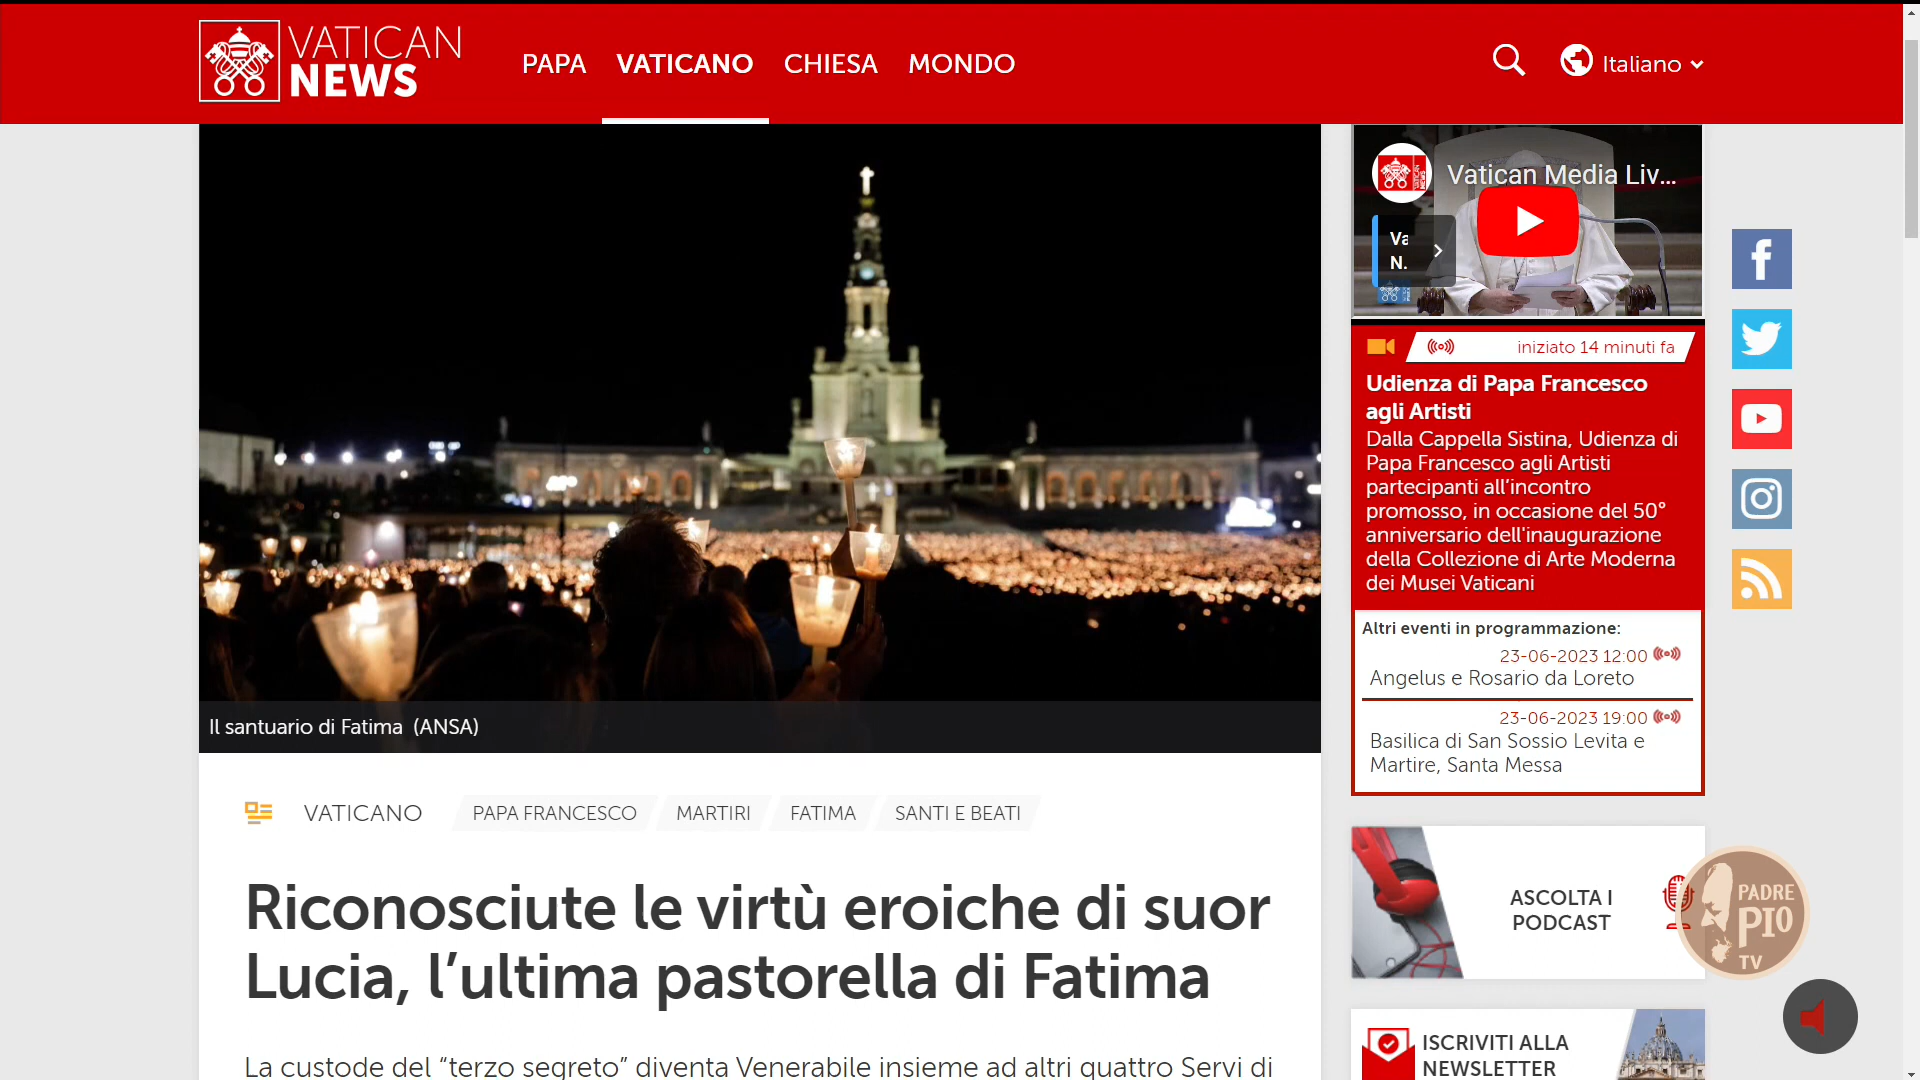 VATICAN
NEWS
PAPA
VATICANO
CHIESA
MONDO
Italiano
Vatican Media Liv...
N.
iniziato 14 minuti fa
Udienza di Papa Francesco
agli Artisti
Dalla Cappella Sistina, Udienza di
Papa Francesco agli Artisti
partecipanti all’incontro
promosso, in occasione del 50°
anniversario dell'inaugurazione
della Collezione di Arte Moderna
dei Musei Vaticani
Altri eventi in programmazione:
23-06-2023 12:00
Angelus e Rosario da Loreto
23-06-2023 19:00
Basilica di San Sossio Levita e
Martire, Santa Messa
Il santuario di Fatima (ANSA)
VATICANO
PAPA FRANCESCO
MARTIRI
FATIMA
SANTI E BEATI
Riconosciute le virtù eroiche di suor
Lucia, l’ultima pastorella di Fatima
La custode del “terzo segreto” diventa Venerabile insieme ad altri quattro Servi di
ASCOLTA I
PODCAST
PADRE
PIO
TV
ISCRIVITI ALLA
NEWSLETTER